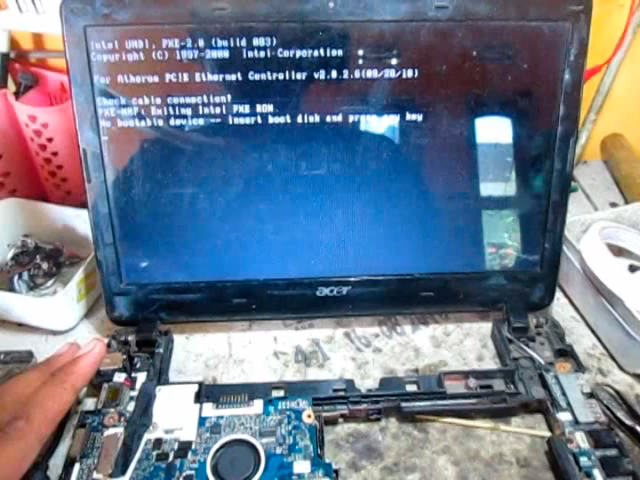 Intel UNDI, PXE-2.0 (build 083)
Copyright (C) 1997-2000 Intel Corporation
For Atheros PCIE Ethernet Controller v2.0.2.6(09/20/10)
Check cable connection!
PXE-M0F: Exiting Intel PXE ROM.
No bootable device -- insert boot disk and press any key
acer